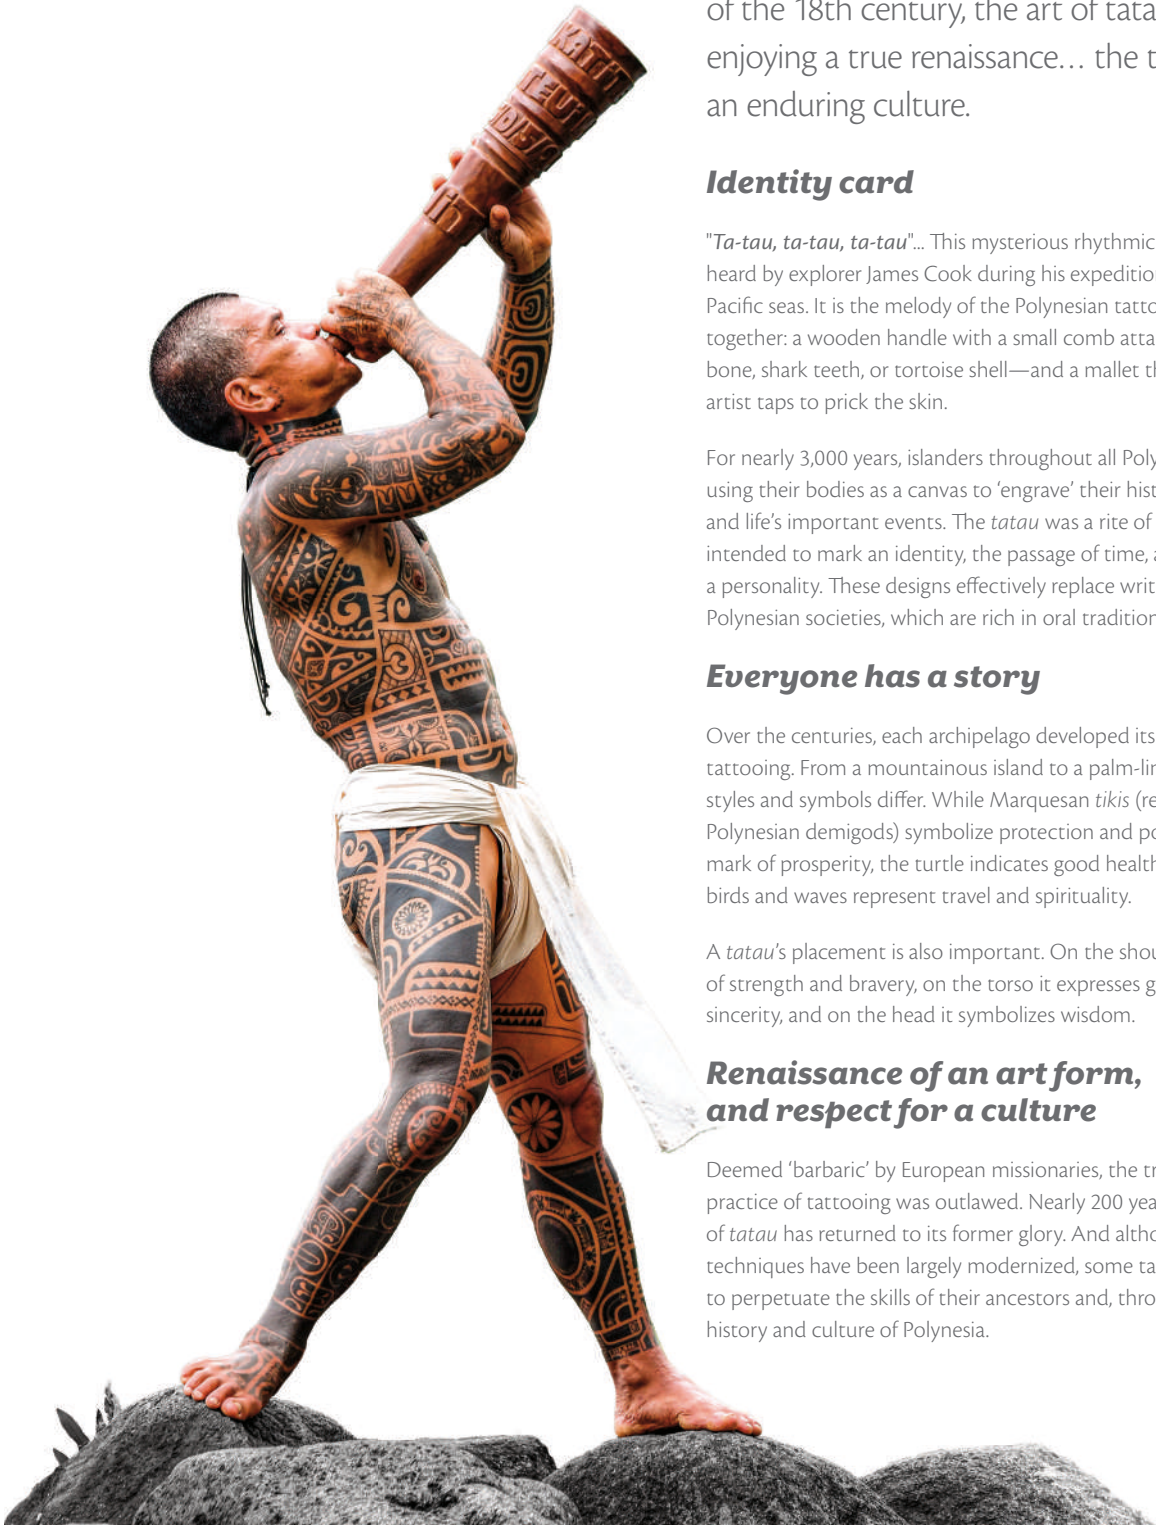 of the 18th century, the art of tata
enjoying a true renaissance… the t
an enduring culture.
Identity card
"Ta-tau, ta-tau, ta-tau"… This mysterious rhythmic
heard by explorer James Cook during his expedition
Pacific seas. It is the melody of the Polynesian tatto
together: a wooden handle with a small comb atta
bone, shark teeth, or tortoise shell—and a mallet th
artist taps to prick the skin.
For nearly 3,000 years, islanders throughout all Poly
using their bodies as a canvas to ‘engrave’ their hist
and life’s important events. The tatau was a rite of
intended to mark an identity, the passage of time, a
a personality. These designs effectively replace writ
Polynesian societies, which are rich in oral tradition
Everyone has a story
Over the centuries, each archipelago developed its
tattooing. From a mountainous island to a palm-lin
styles and symbols differ. While Marquesan tikis (re
Polynesian demigods) symbolize protection and po
mark of prosperity, the turtle indicates good health
birds and waves represent travel and spirituality.
A tatau’s placement is also important. On the shou
of strength and bravery, on the torso it expresses g
sincerity, and on the head it symbolizes wisdom.
Renaissance of an art form,
and respect for a culture
Deemed ‘barbaric’ by European missionaries, the tr
practice of tattooing was outlawed. Nearly 200 yea
of tatau has returned to its former glory. And altho
techniques have been largely modernized, some ta
to perpetuate the skills of their ancestors and, thro
history and culture of Polynesia.